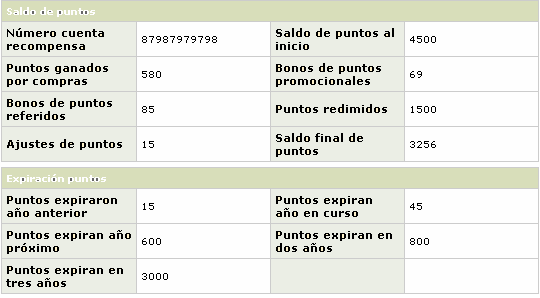 Saldo de puntos
Número cuenta recompensa 87987979798 Saldo de puntos al inicio 4500
Puntos ganados por compras 580 Bonos de puntos promocionales 69
Bonos de puntos referidos 85 Puntos redimidos 1500
Ajustes de puntos 15 Saldo final de puntos 3256
Expiración puntos
Puntos expiraron año anterior 15 Puntos expiran año en curso 45
Puntos expiran año próximo 600 Puntos expiran en dos años 800
Puntos expiran en tres años 3000